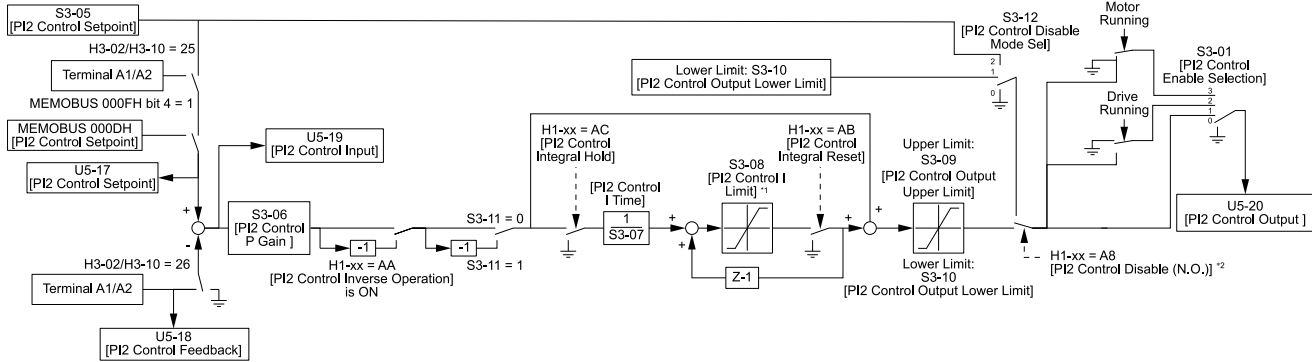 S3-05
[PI2 Control Setpoint]
H3-02/H3-10 = 25
Terminal A1/A2
MEMOBUS 000FH bit 4 = 1
MEMOBUS 000DH
[PI2 Control Setpoint]
U5-17
[PI2 Control Setpoint]
U5-19
[PI2 Control Input]
+
-
S3-06
[PI2 Control
P Gain ]
H3-02/H3-10 = 26
Terminal A1/A2
U5-18
[PI2 Control Feedback]
-1
H1-xx = AA
[PI2 Control Inverse Operation]
is ON
-1
S3-11 = 0
S3-11 = 1
H1-xx = AC
[PI2 Control
Integral Hold]
[PI2 Control
I Time]
1
S3-07
+
+
S3-08
[PI2 Control I
Limit] *1
Z-1
H1-xx = AB
[PI2 Control
Integral Reset]
+
+
Upper Limit:
S3-09
[PI2 Control Output
Upper Limit]
Lower Limit:
S3-10
[PI2 Control Output Lower Limit]
Lower Limit: S3-10
[PI2 Control Output Lower Limit]
S3-12
[PI2 Control Disable
Mode Sel]
2
1
0
H1-xx = A8
[PI2 Control Disable (N.O.)] *2
Motor
Running
Drive
Running
S3-01
[PI2 Control
Enable Selection]
3
2
1
0
U5-20
[PI2 Control Output ]